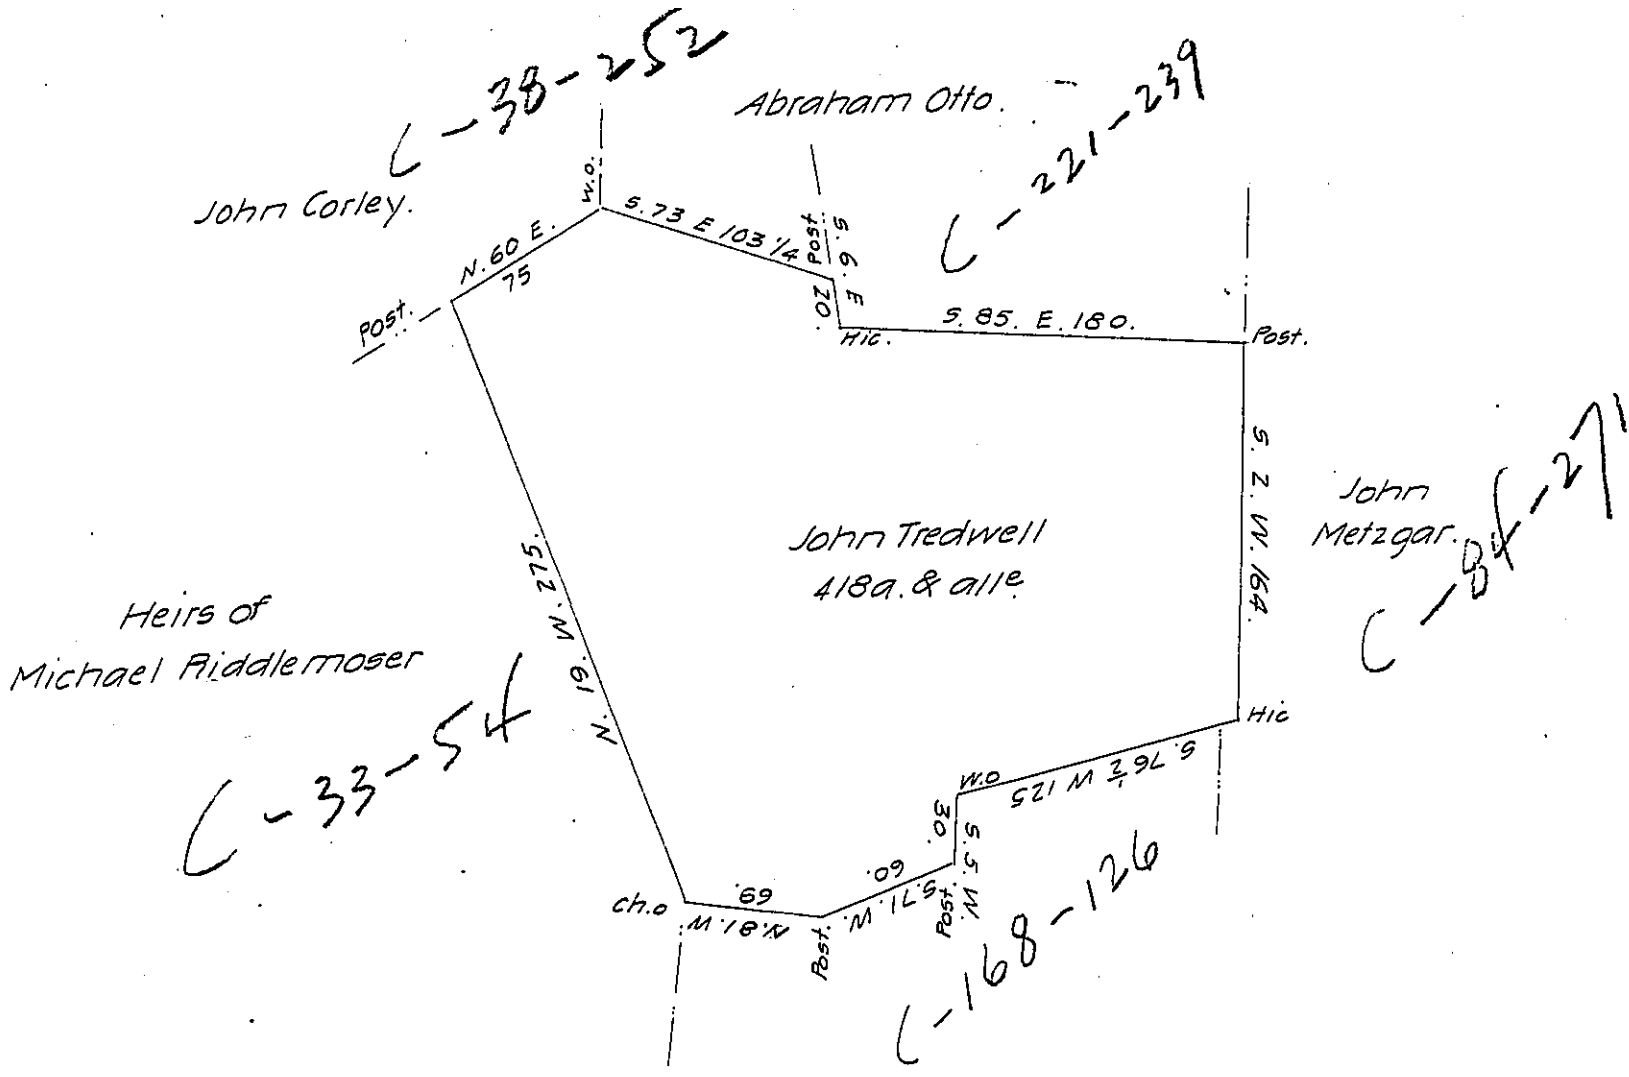 C-38-252
Abraham Otto.
C-221-239
John Corley.
W.O.
N. 60 E.
75
S. 73 E 103 1/4
Post
S. 6. E
20.
Post.
Hic.
S. 85. E. 180.
Post.
S. 2. W. 164.
John
Metzgar.
C-84-271
John Tredwell
418a. & alle.
N. 19. W. 275.
Heirs of
Michael Riddlemoser
C-33-54
Hic
S. 76 1/2 W 125
W.O
30.
S. 5. W.
Post.
60.
S. 71. W.
Post.
69.
N. 81. W
Ch.o
C-168-126